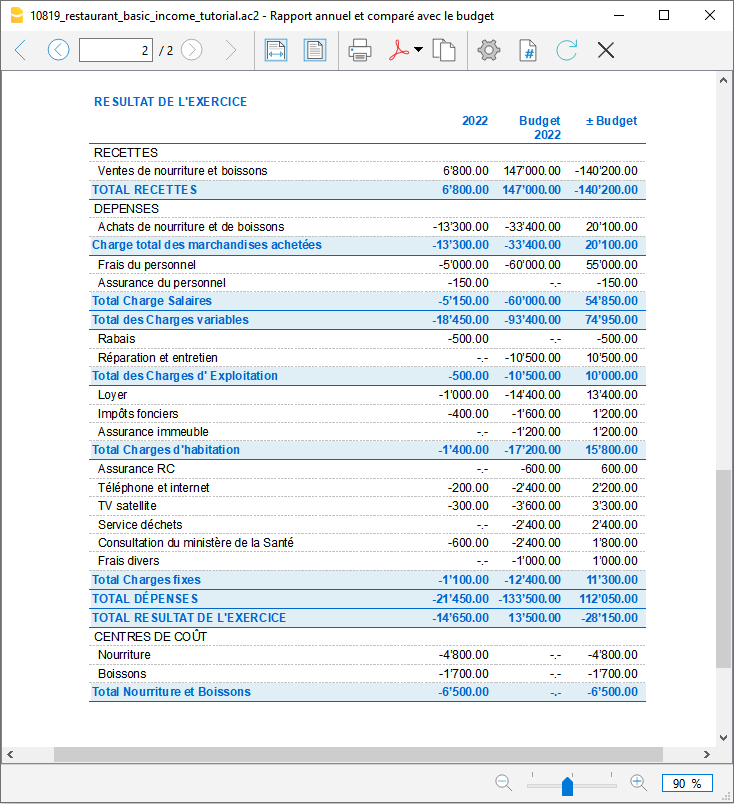 10819_restaurant_basic_income_tutorial.ac2 - Rapport annuel et comparé avec le budget
2 / 2
RESULTAT DE L'EXERCICE
2022 Budget 2022 ± Budget
RECETTES
Ventes de nourriture et boissons 6'800.00 147'000.00 -140'200.00
TOTAL RECETTES 6'800.00 147'000.00 -140'200.00
DEPENSES
Achats de nourriture et de boissons -13'300.00 -33'400.00 20'100.00
Charge total des marchandises achetées -13'300.00 -33'400.00 20'100.00
Frais du personnel -5'000.00 -60'000.00 55'000.00
Assurance du personnel -150.00 -.- -150.00
Total Charge Salaires -5'150.00 -60'000.00 54'850.00
Total des Charges variables -18'450.00 -93'400.00 74'950.00
Rabais -500.00 -.- -500.00
Réparation et entretien -.- -10'500.00 10'500.00
Total des Charges d' Exploitation -500.00 -10'500.00 10'000.00
Loyer -1'000.00 -14'400.00 13'400.00
Impôts fonciers -400.00 -1'600.00 1'200.00
Assurance immeuble -.- -1'200.00 1'200.00
Total Charges d'habitation -1'400.00 -17'200.00 15'800.00
Assurance RC -.- -600.00 600.00
Téléphone et internet -200.00 -2'400.00 2'200.00
TV satellite -300.00 -3'600.00 3'300.00
Service déchets -.- -2'400.00 2'400.00
Consultation du ministère de la Santé -600.00 -2'400.00 1'800.00
Frais divers -.- -1'000.00 1'000.00
Total Charges fixes -1'100.00 -12'400.00 11'300.00
TOTAL DÉPENSES -21'450.00 -133'500.00 112'050.00
TOTAL RESULTAT DE L'EXERCICE -14'650.00 13'500.00 -28'150.00
CENTRES DE COÛT
Nourriture -4'800.00 -.- -4'800.00
Boissons -1'700.00 -.- -1'700.00
Total Nourriture et Boissons -6'500.00 -.- -6'500.00
90 %